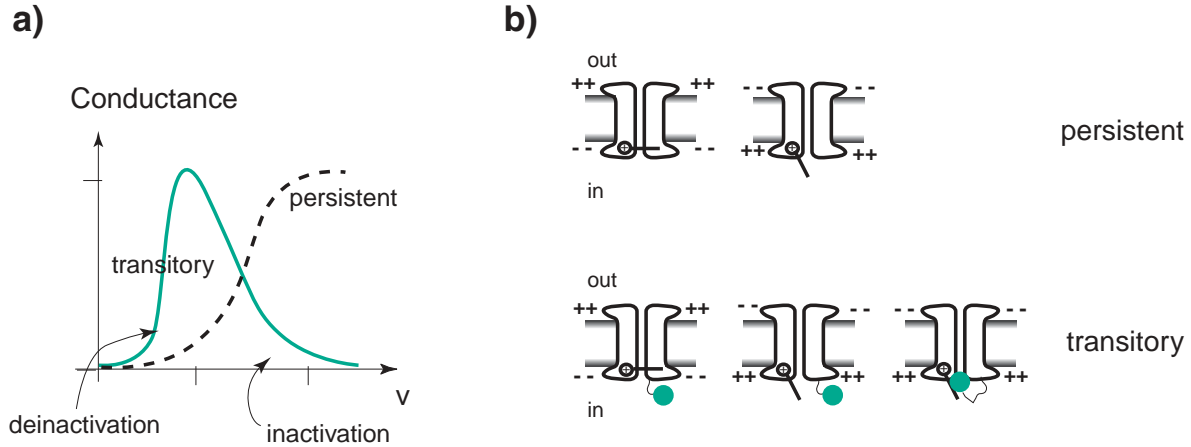 a)
Conductance
persistent
transitory
V
deinactivation
inactivation
b)
out
++ ++ - - - -
- - - - ++ ++
in
persistent
out
++ ++ - - - -
- - - - ++ ++ ++ ++
in
transitory